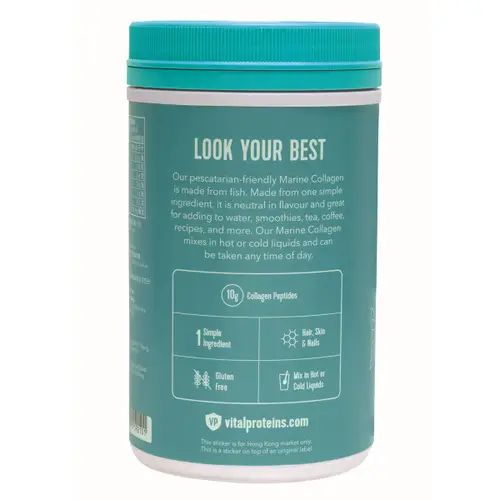 LOOK YOUR BEST
Our pescatarian-friendly Marine Collagen
is made from fish. Made from one simple
ingredient, it is neutral in flavour and great
for adding to water, smoothies, tea, coffee,
recipes, and more. Our Marine Collagen
mixes in hot or cold liquids and can
be taken any time of day.
10g Collagen Peptides
1 Simple
Ingredient
Hair, Skin
& Nails
Gluten
Free
Mix in Hot or
Cold Liquids
VP vitalproteins.com
This sticker is for Hong Kong market only.
This is a sticker on top of an original label